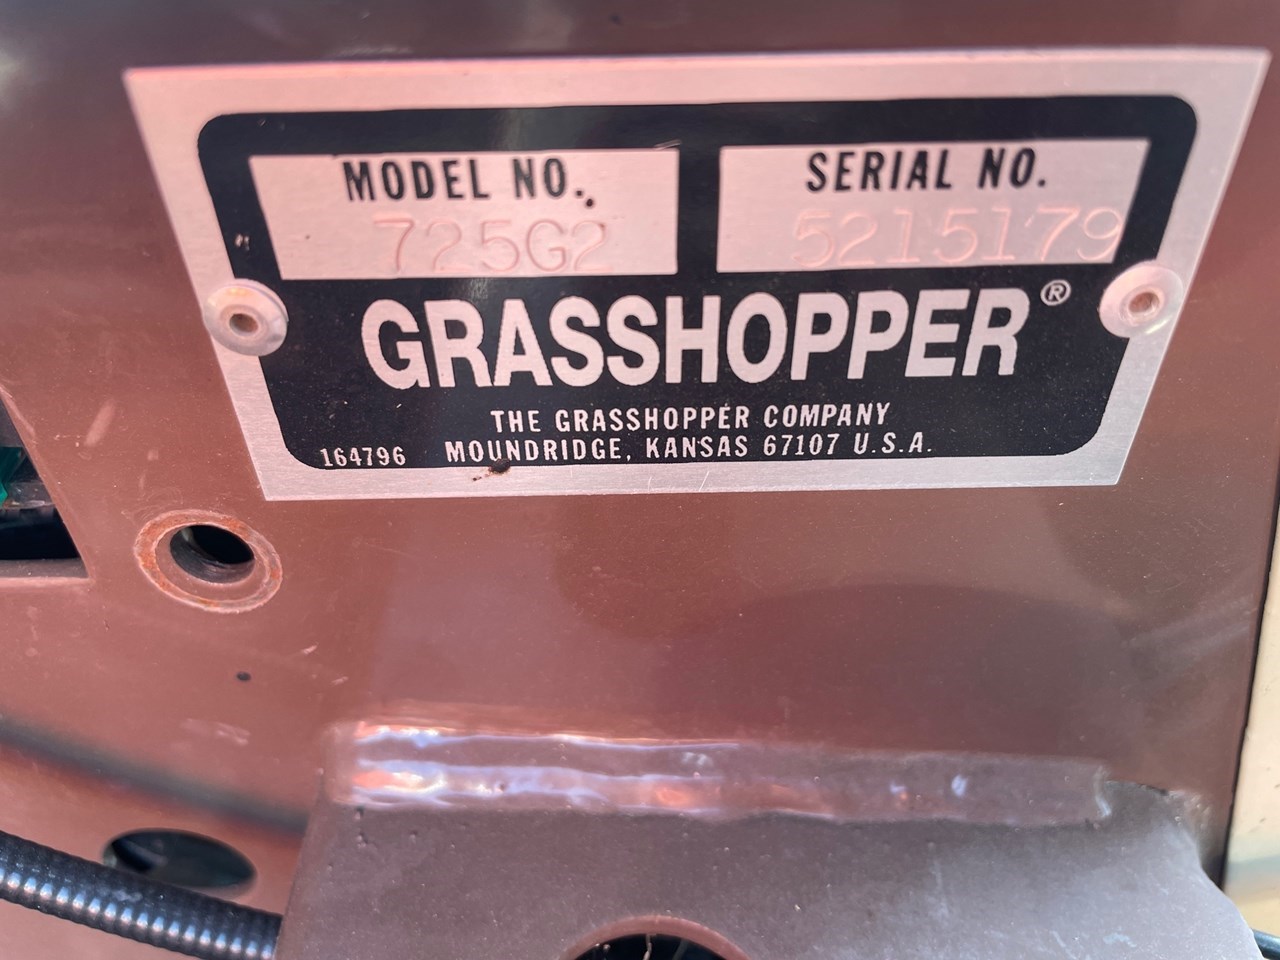 MODEL NO.
725G2
SERIAL NO.
5215179
GRASSHOPPER®
THE GRASSHOPPER COMPANY
164796 MOUNDRIDGE, KANSAS 67107 U.S.A.